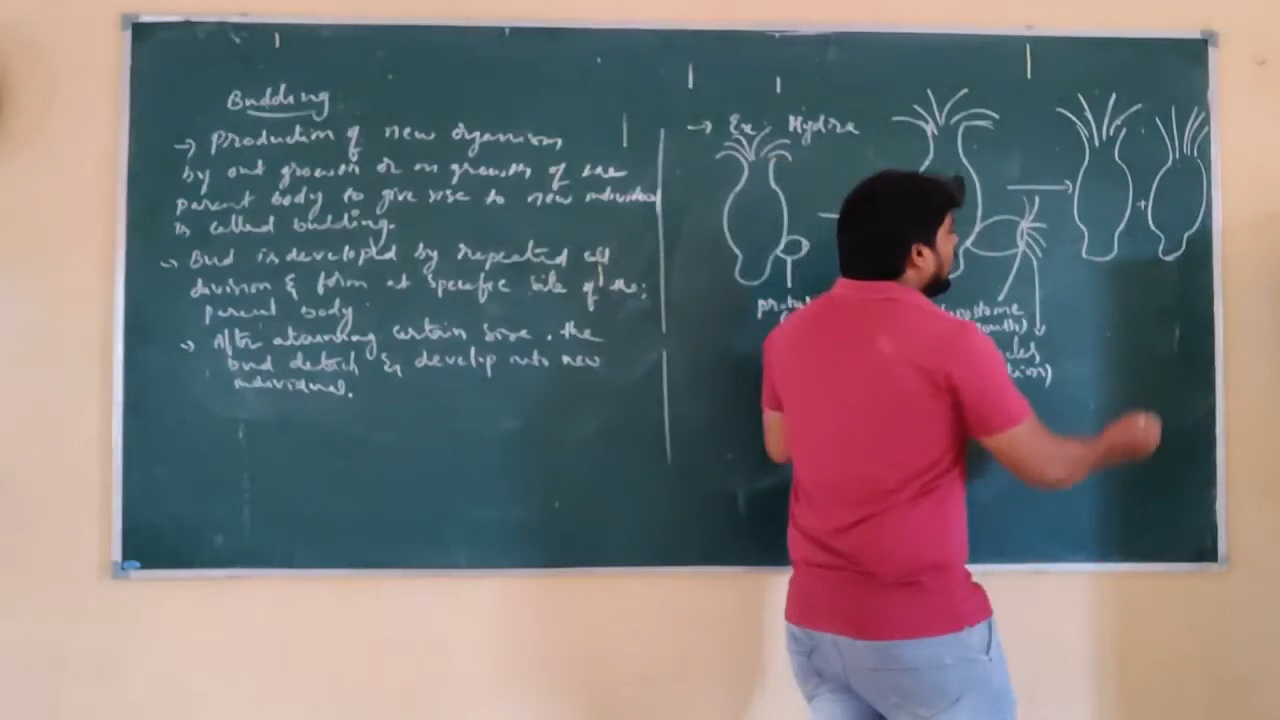 Budding
→ Production of new organism
by out growth or on growth of the
parent body to give rise to new individual
is called budding.
→ Bud is developed by repeated cell
division & form at specific site of the
parent body
→ After attaining certain size, the
bud detach & develop into new
individual.
→ Ex: Hydra
+